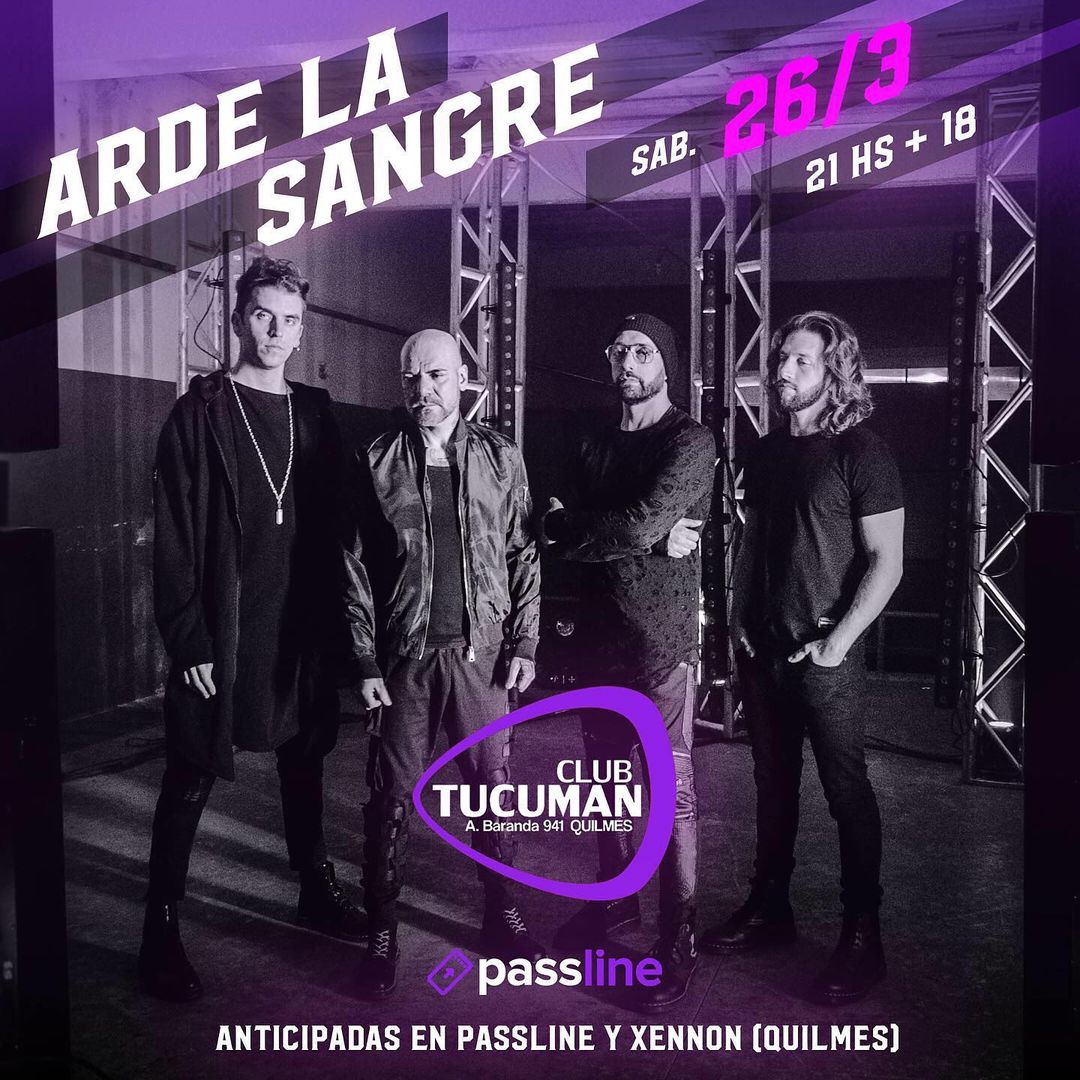 ARDE LA
SANGRE
SAB. 26/3
21 HS + 18
CLUB
TUCUMAN
A. Baranda 941 QUILMES
passline
ANTICIPADAS EN PASSLINE Y XENNON (QUILMES)